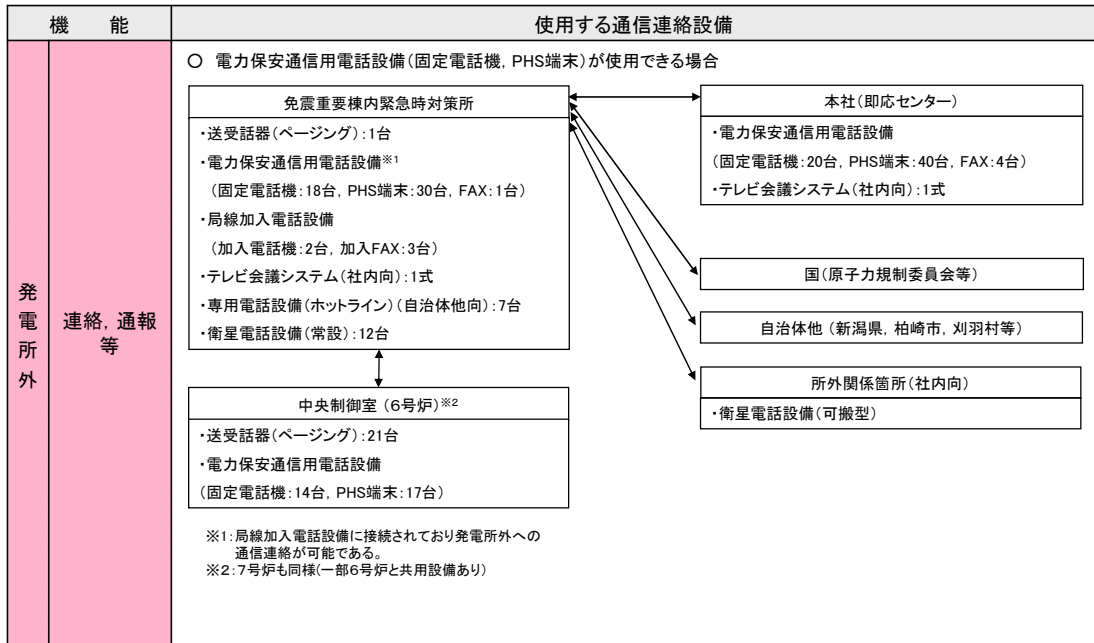 機 能
使用する通信連絡設備
発電所外
連絡, 通報等
○ 電力保安通信用電話設備(固定電話機, PHS端末)が使用できる場合
免震重要棟内緊急時対策所
・送受話器(ページング):1台
・電力保安通信用電話設備※1
(固定電話機:18台, PHS端末:30台, FAX:1台)
・局線加入電話設備
(加入電話機:2台, 加入FAX:3台)
・テレビ会議システム(社内向):1式
・専用電話設備(ホットライン)(自治体他向):7台
・衛星電話設備(常設):12台
中央制御室 (6号炉)※2
・送受話器(ページング):21台
・電力保安通信用電話設備
(固定電話機:14台, PHS端末:17台)
※1:局線加入電話設備に接続されており発電所外への
通信連絡が可能である。
※2:7号炉も同様(一部6号炉と共用設備あり)
本社(即応センター)
・電力保安通信用電話設備
(固定電話機:20台, PHS端末:40台, FAX:4台)
・テレビ会議システム(社内向):1式
国(原子力規制委員会等)
自治体他 (新潟県, 柏崎市, 刈羽村等)
所外関係箇所(社内向)
・衛星電話設備(可搬型)